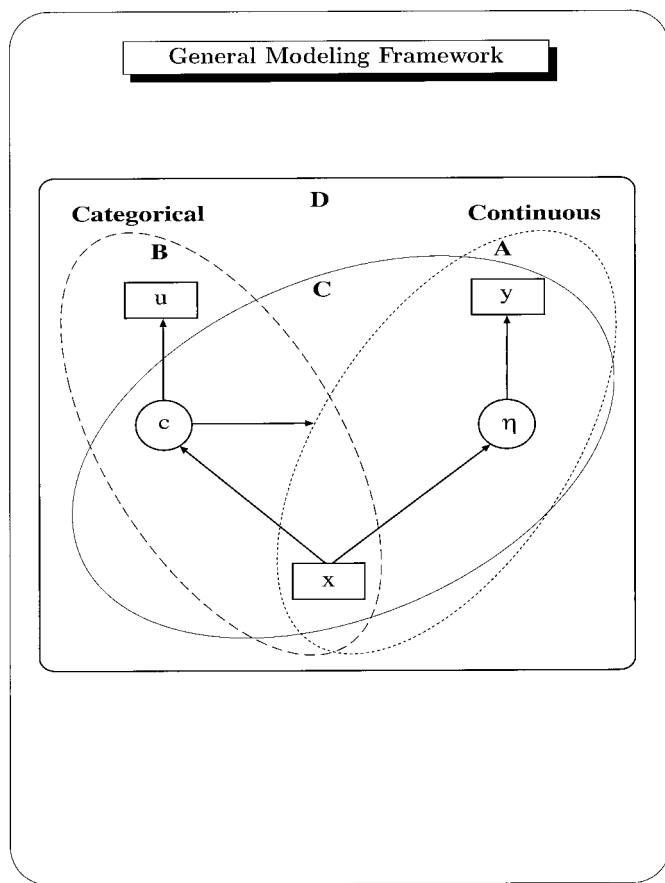 General Modeling Framework
D
Categorical
Continuous
B
A
C
u
y
c
η
x